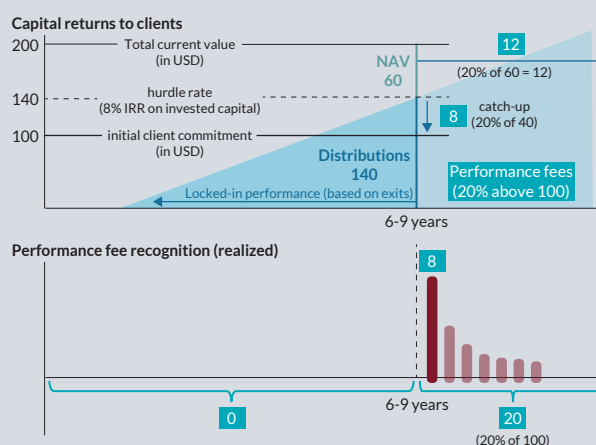 Capital returns to clients
200
Total current value
(in USD)
NAV
60
12
(20% of 60 = 12)
hurdle rate
(8% IRR on invested capital)
140
8
catch-up
(20% of 40)
100
initial client commitment
(in USD)
Distributions
140
Performance fees
(20% above 100)
Locked-in performance (based on exits)
6-9 years
Performance fee recognition (realized)
8
6-9 years
0
20
(20% of 100)